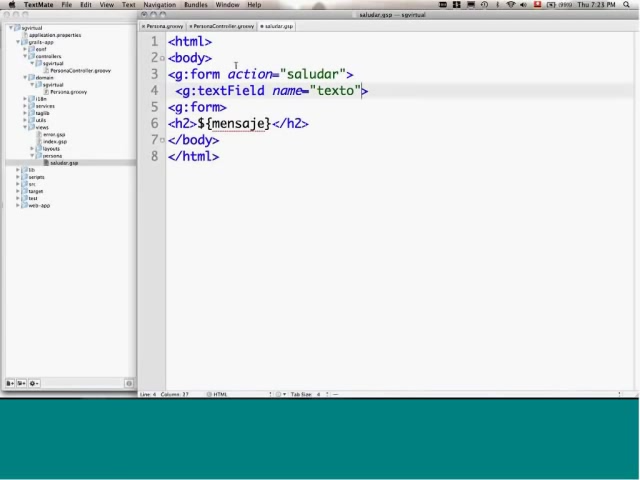 TextMate File Edit View Text Navigation Bundles Window Help (99%) Thu 7:23 PM
saludar.gsp — sgvirtual
sgvirtual
application.properties
grails-app
conf
controllers
sgvirtual
PersonaController.groovy
domain
sgvirtual
Persona.groovy
i18n
services
taglib
utils
views
error.gsp
index.gsp
layouts
persona
saludar.gsp
lib
scripts
src
target
test
web-app
Persona.groovy PersonaController.groovy saludar.gsp
1 <html>
2 <body>
3 <g:form action="saludar">
4 <g:textField name="texto">
5 <g:form>
6 <h2>${mensaje}</h2>
7 </body>
8 </html>
Line: 4 Column: 27 HTML Tab Size: 4 —